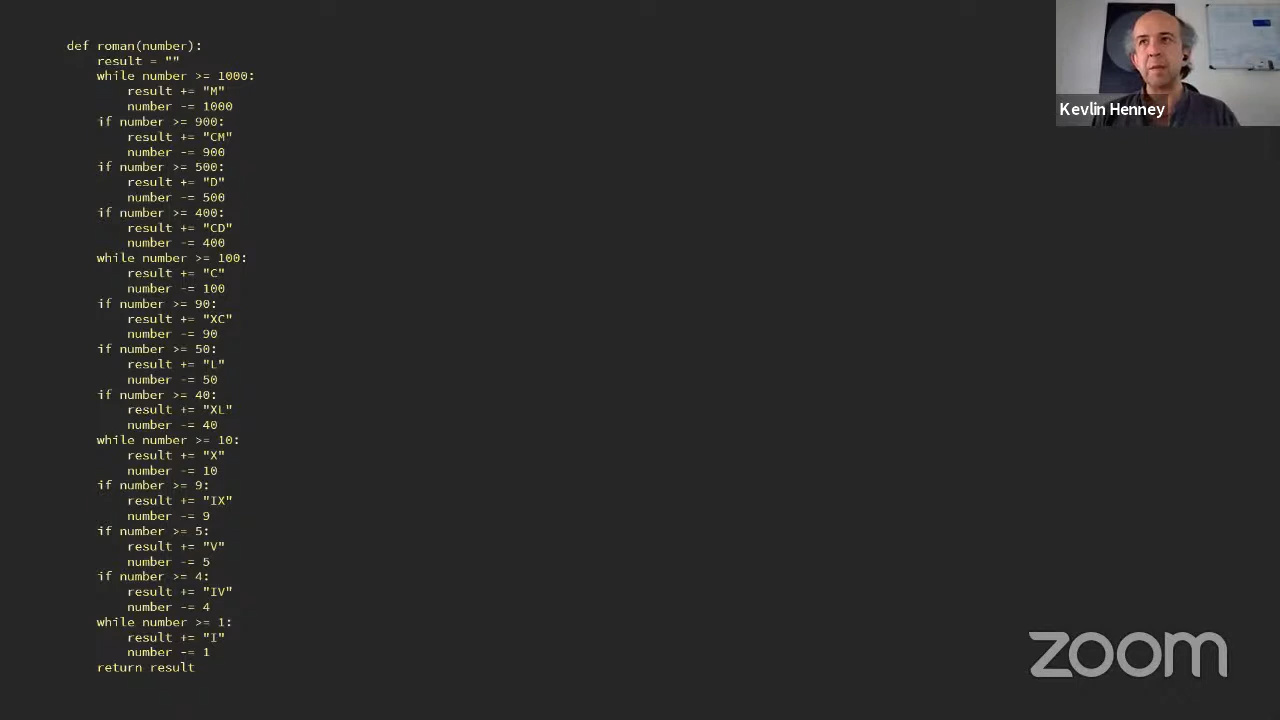 def roman(number):
    result = ""
    while number >= 1000:
        result += "M"
        number -= 1000
    if number >= 900:
        result += "CM"
        number -= 900
    if number >= 500:
        result += "D"
        number -= 500
    if number >= 400:
        result += "CD"
        number -= 400
    while number >= 100:
        result += "C"
        number -= 100
    if number >= 90:
        result += "XC"
        number -= 90
    if number >= 50:
        result += "L"
        number -= 50
    if number >= 40:
        result += "XL"
        number -= 40
    while number >= 10:
        result += "X"
        number -= 10
    if number >= 9:
        result += "IX"
        number -= 9
    if number >= 5:
        result += "V"
        number -= 5
    if number >= 4:
        result += "IV"
        number -= 4
    while number >= 1:
        result += "I"
        number -= 1
    return result
Kevlin Henney
zoom